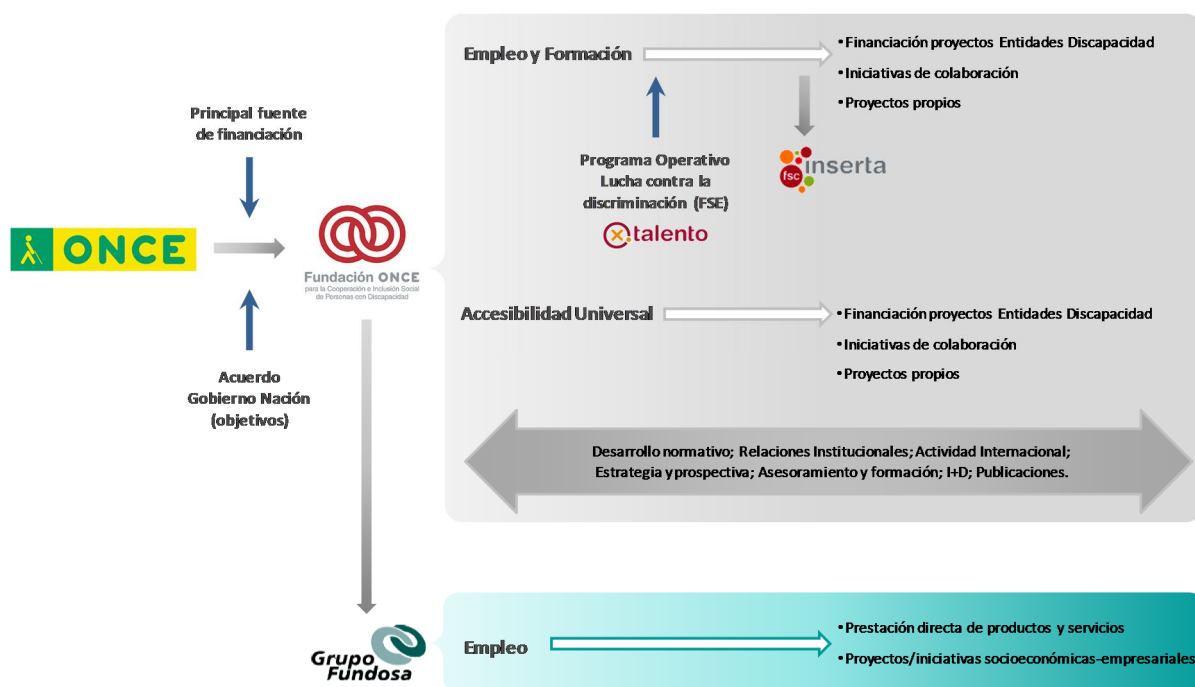 Empleo y Formación
• Financiación proyectos Entidades Discapacidad
• Iniciativas de colaboración
• Proyectos propios
Principal fuente
de financiación
Programa Operativo
Lucha contra la
discriminación (FSE)
x talento
fsc inserta
ONCE
Fundación ONCE
para la Cooperación e Inclusión Social
de Personas con Discapacidad
Accesibilidad Universal
• Financiación proyectos Entidades Discapacidad
• Iniciativas de colaboración
• Proyectos propios
Acuerdo
Gobierno Nación
(objetivos)
Desarrollo normativo; Relaciones Institucionales; Actividad Internacional;
Estrategia y prospectiva; Asesoramiento y formación; I+D; Publicaciones.
Grupo
Fundosa
Empleo
• Prestación directa de productos y servicios
• Proyectos/iniciativas socioeconómicas-empresariales